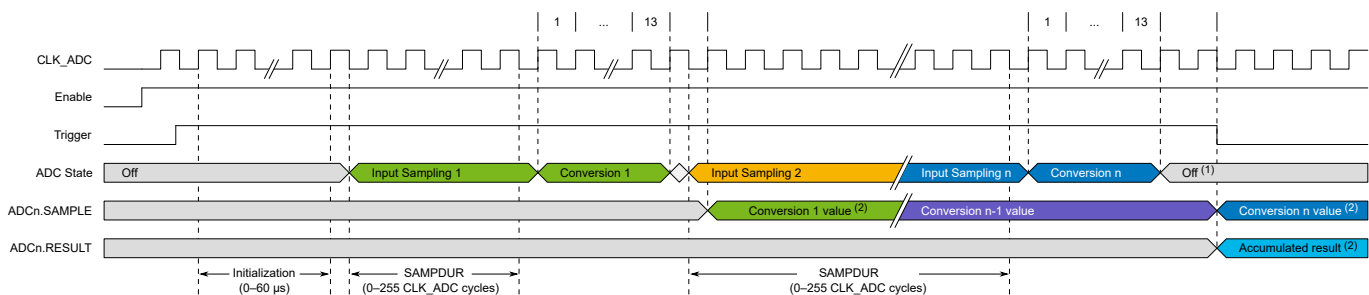 1 ... 13 1 ... 13
CLK_ADC
Enable
Trigger
ADC State Off Input Sampling 1 Conversion 1 Input Sampling 2 Input Sampling n Conversion n Off (1)
ADCn.SAMPLE Conversion 1 value (2) Conversion n-1 value Conversion n value (2)
ADCn.RESULT Accumulated result (2)
Initialization SAMPDUR SAMPDUR
(0–60 µs) (0–255 CLK_ADC cycles) (0–255 CLK_ADC cycles)